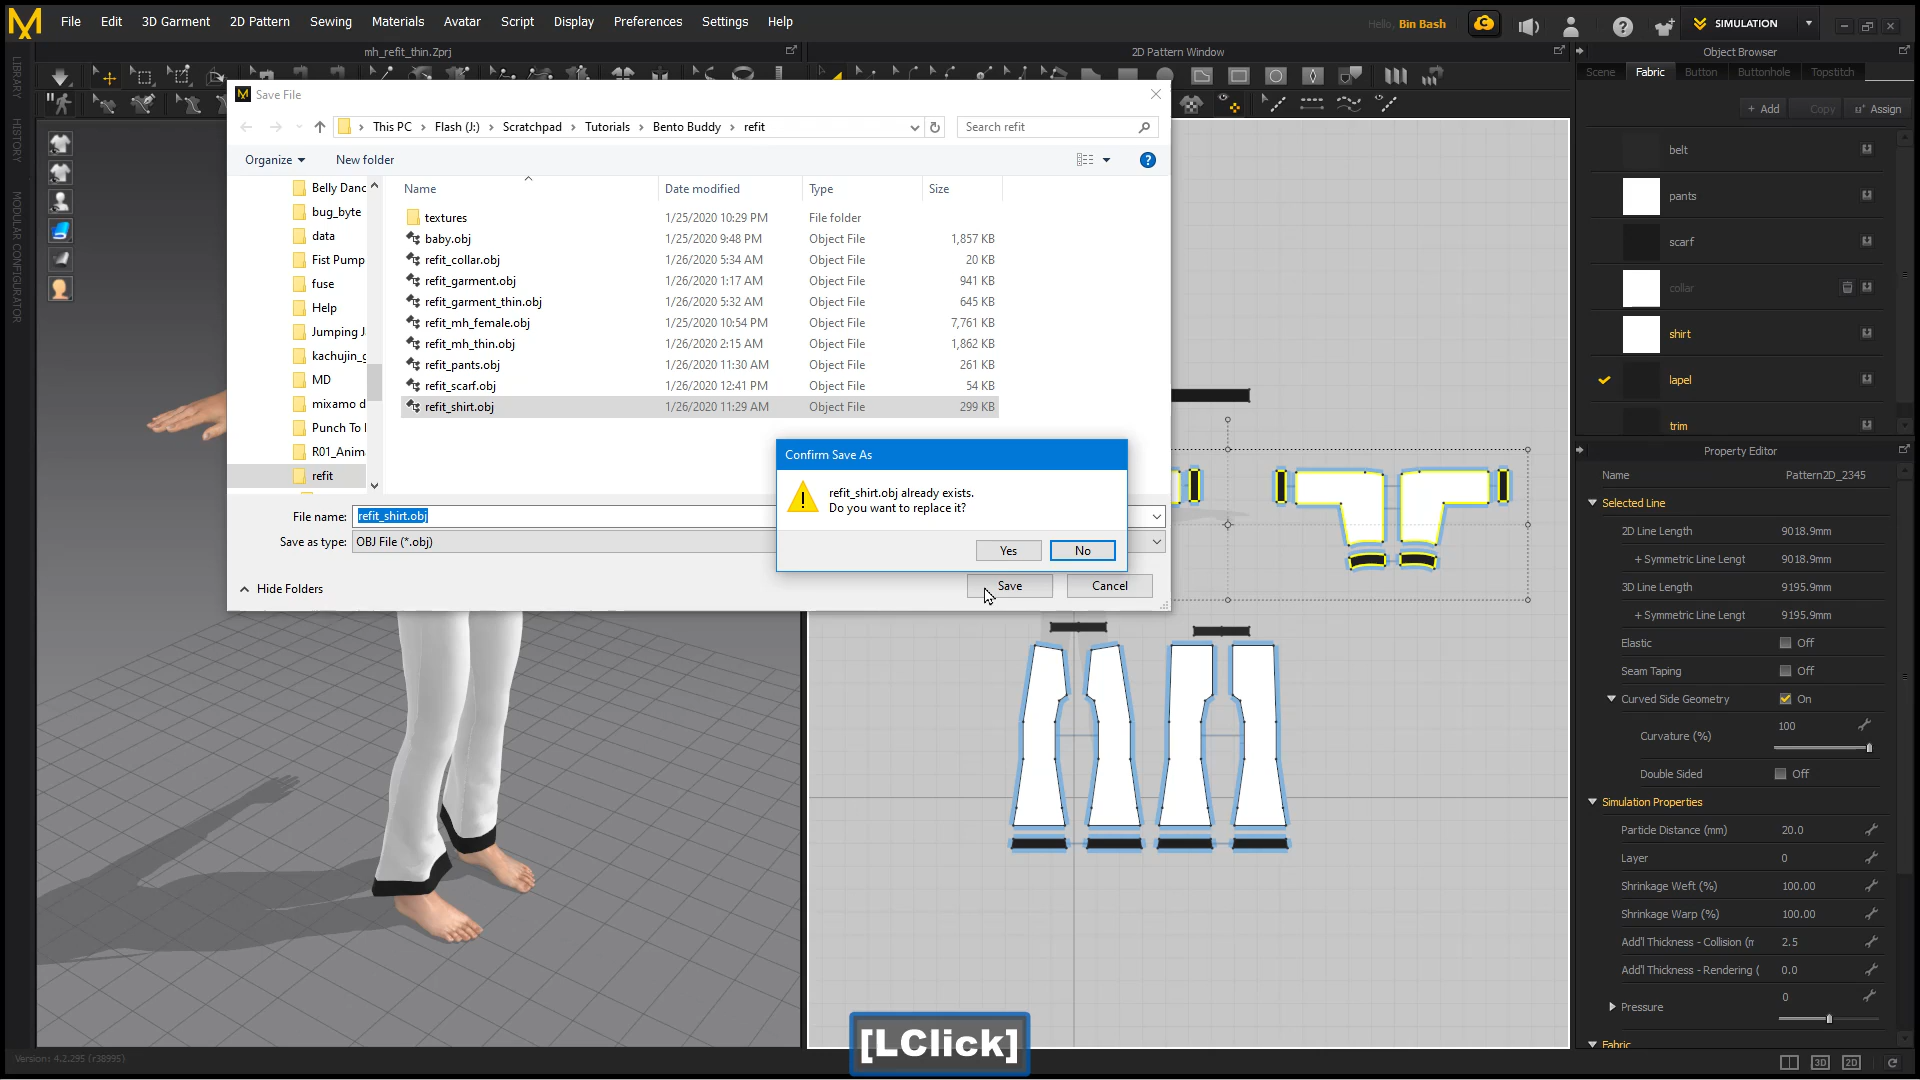 File Edit 3D Garment 2D Pattern Sewing Materials Avatar Script Display Preferences Settings Help
Hello, Bin Bash
SIMULATION
mh_refit_thin.Zprj
2D Pattern Window
Object Browser
LIBRARY
HISTORY
MODULAR CONFIGURATOR
Scene Fabric Button Buttonhole Topstitch
+ Add Copy Assign
belt
pants
scarf
collar
shirt
lapel
trim
Save File
This PC > Flash (J:) > Scratchpad > Tutorials > Bento Buddy > refit
Search refit
Organize New folder
Name Date modified Type Size
Belly Danc
bug_byte
data
Fist Pump
fuse
Help
Jumping J
kachujin_g
MD
mixamo d
Punch To
R01_Anim
refit
textures 1/25/2020 10:29 PM File folder
baby.obj 1/25/2020 9:48 PM Object File 1,857 KB
refit_collar.obj 1/26/2020 5:34 AM Object File 20 KB
refit_garment.obj 1/26/2020 1:17 AM Object File 941 KB
refit_garment_thin.obj 1/26/2020 5:32 AM Object File 645 KB
refit_mh_female.obj 1/25/2020 10:54 PM Object File 7,761 KB
refit_mh_thin.obj 1/26/2020 2:15 AM Object File 1,862 KB
refit_pants.obj 1/26/2020 11:30 AM Object File 261 KB
refit_scarf.obj 1/26/2020 12:41 PM Object File 54 KB
refit_shirt.obj 1/26/2020 11:29 AM Object File 299 KB
File name: refit_shirt.obj
Save as type: OBJ File (*.obj)
Hide Folders
Save Cancel
Confirm Save As
refit_shirt.obj already exists.
Do you want to replace it?
Yes No
Property Editor
Name Pattern2D_2345
Selected Line
2D Line Length 9018.9mm
+ Symmetric Line Lengt 9018.9mm
3D Line Length 9195.9mm
+ Symmetric Line Lengt 9195.9mm
Elastic Off
Seam Taping Off
Curved Side Geometry On
Curvature (%) 100
Double Sided Off
Simulation Properties
Particle Distance (mm) 20.0
Layer 0
Shrinkage Weft (%) 100.00
Shrinkage Warp (%) 100.00
Add'l Thickness - Collision (m 2.5
Add'l Thickness - Rendering ( 0.0
Pressure 0
Fabric
[LClick]
Version: 4.2.295 (r38995)
3D 2D